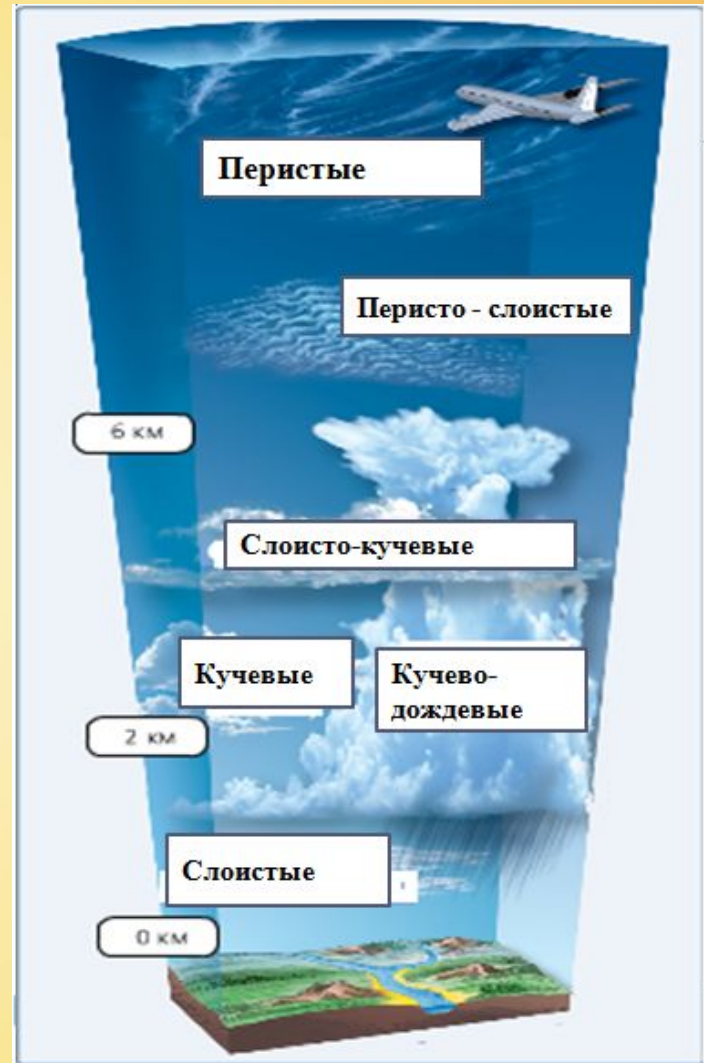 Перистые
Перисто - слоистые
6 км
Слоисто-кучевые
Кучевые
Кучево-
дождевые
2 км
Слоистые
0 км